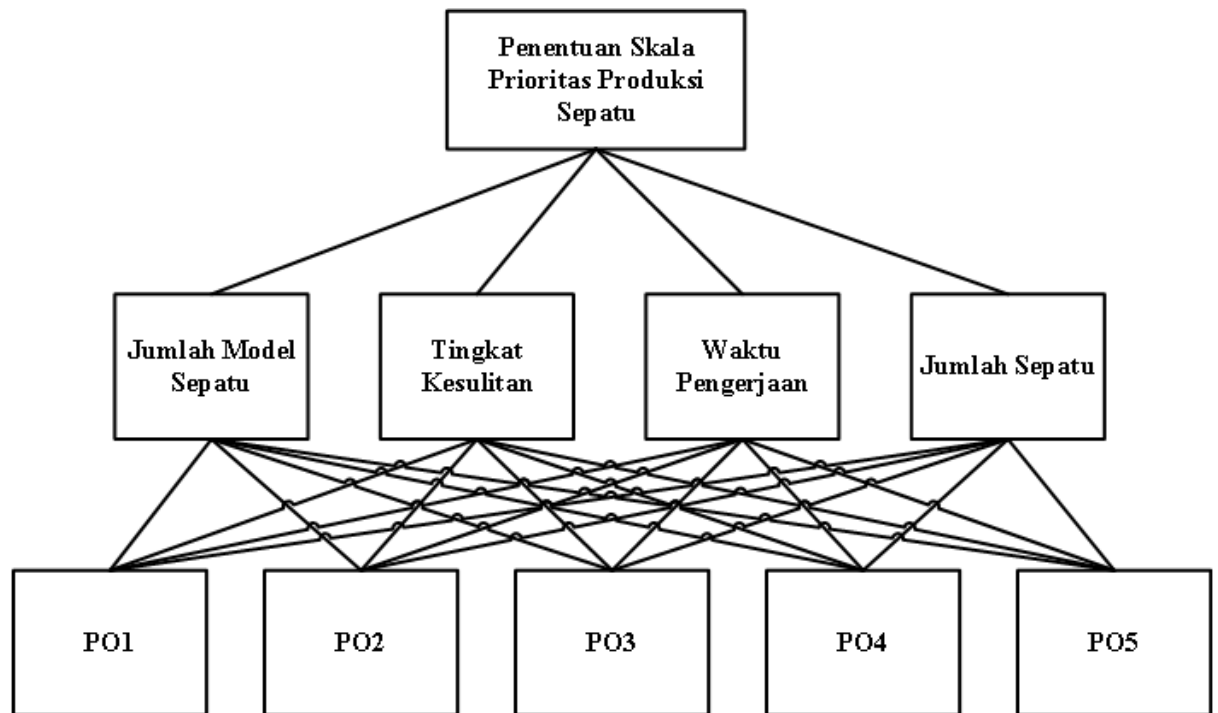 Penentuan Skala
Prioritas Produksi
Sepatu
Jumlah Model
Sepatu
Tingkat
Kesulitan
Waktu
Pengerjaan
Jumlah Sepatu
PO1
PO2
PO3
PO4
PO5